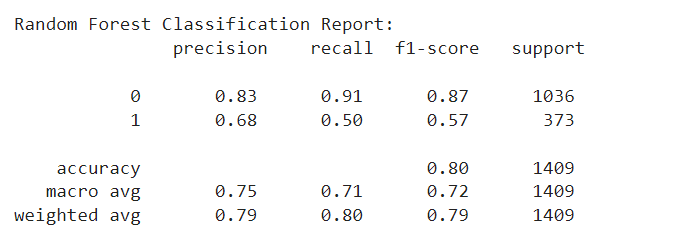 Random Forest Classification Report:
precision recall f1-score support
0 0.83 0.91 0.87 1036
1 0.68 0.50 0.57 373
accuracy 0.80 1409
macro avg 0.75 0.71 0.72 1409
weighted avg 0.79 0.80 0.79 1409